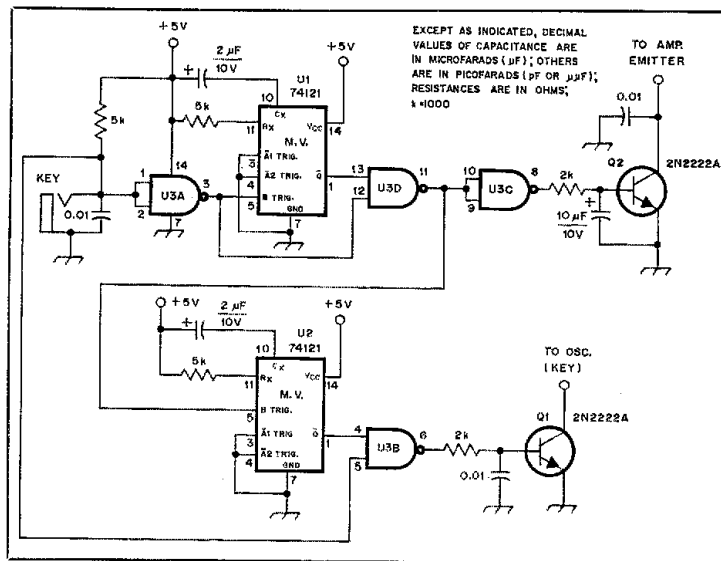 +5V
2 µF
10V
+
EXCEPT AS INDICATED, DECIMAL
VALUES OF CAPACITANCE ARE
IN MICROFARADS (µF); OTHERS
ARE IN PICOFARADS (pF OR µµF);
RESISTANCES ARE IN OHMS;
k=1000
+5V
U1
74121
TO AMP.
EMITTER
5k
5k
10
CX
11
RX
VCC
14
M. V.
A1 TRIG.
3
A2 TRIG.
4
B TRIG.
5
Q
1
GND
7
KEY
0.01
1
2
14
U3A
3
7
13
12
U3D
11
10
9
U3C
8
2k
+
10 µF
10V
0.01
Q2
2N2222A
+5V
2 µF
10V
+
+5V
U2
74121
5k
10
CX
11
RX
VCC
14
M. V.
B TRIG.
5
A1 TRIG
3
A2 TRIG.
4
Q
1
GND
7
4
5
U3B
6
2k
0.01
TO OSC.
(KEY)
Q1
2N2222A